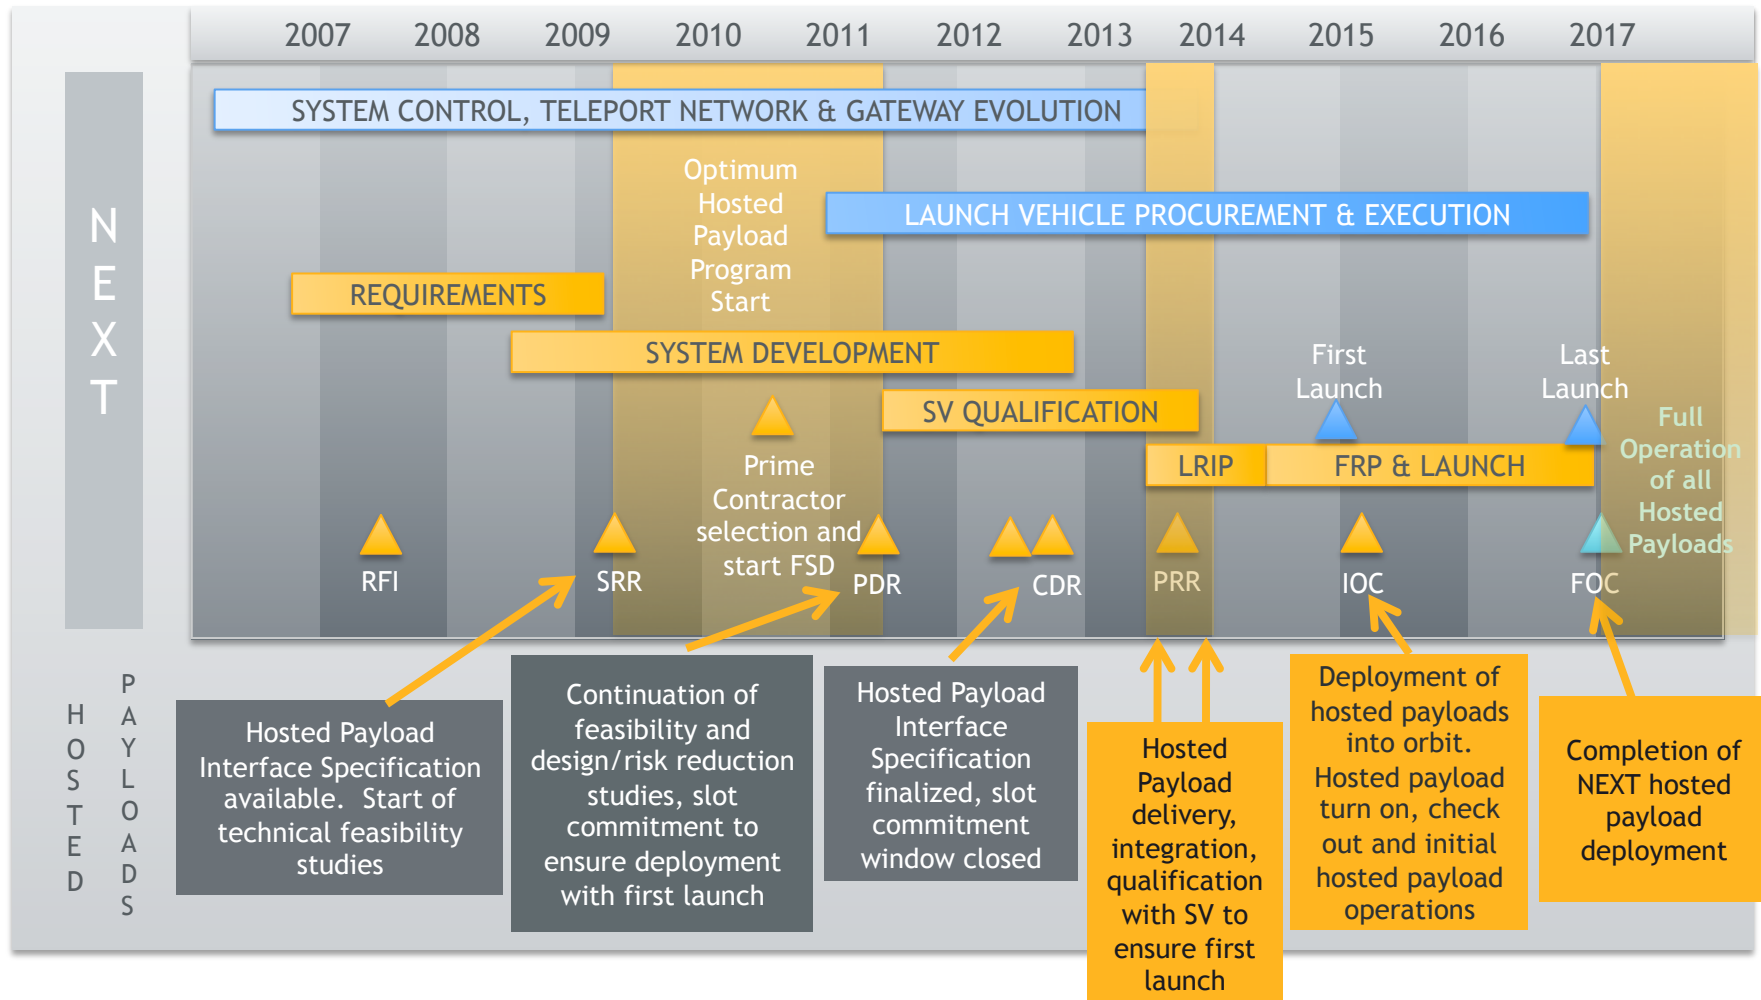 2007 2008 2009 2010 2011 2012 2013 2014 2015 2016 2017
NEXT
SYSTEM CONTROL, TELEPORT NETWORK & GATEWAY EVOLUTION
Optimum
Hosted
Payload
Program
Start
LAUNCH VEHICLE PROCUREMENT & EXECUTION
REQUIREMENTS
SYSTEM DEVELOPMENT
First
Launch
Last
Launch
SV QUALIFICATION
Full
Operation
of all
Hosted
Payloads
LRIP
FRP & LAUNCH
Prime
Contractor
selection and
start FSD
RFI
SRR
PDR
CDR
PRR
IOC
FOC
HOSTED
PAYLOADS
Hosted Payload
Interface Specification
available. Start of
technical feasibility
studies
Continuation of
feasibility and
design/risk reduction
studies, slot
commitment to
ensure deployment
with first launch
Hosted Payload
Interface
Specification
finalized, slot
commitment
window closed
Hosted
Payload
delivery,
integration,
qualification
with SV to
ensure first
launch
Deployment of
hosted payloads
into orbit.
Hosted payload
turn on, check
out and initial
hosted payload
operations
Completion of
NEXT hosted
payload
deployment